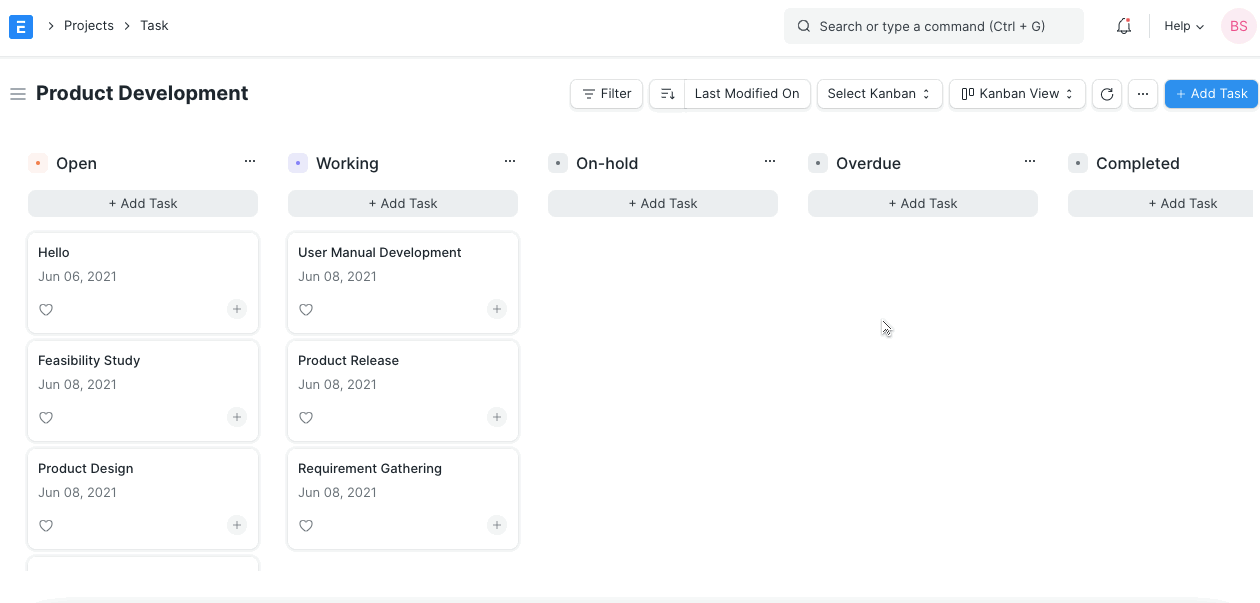 E Projects Task Search or type a command (Ctrl + G) Help BS
Product Development Filter Last Modified On Select Kanban Kanban View ... + Add Task
Open ... Working ... On-hold ... Overdue ... Completed
+ Add Task + Add Task + Add Task + Add Task + Add Task
Hello
Jun 06, 2021
User Manual Development
Jun 08, 2021
Feasibility Study
Jun 08, 2021
Product Release
Jun 08, 2021
Product Design
Jun 08, 2021
Requirement Gathering
Jun 08, 2021